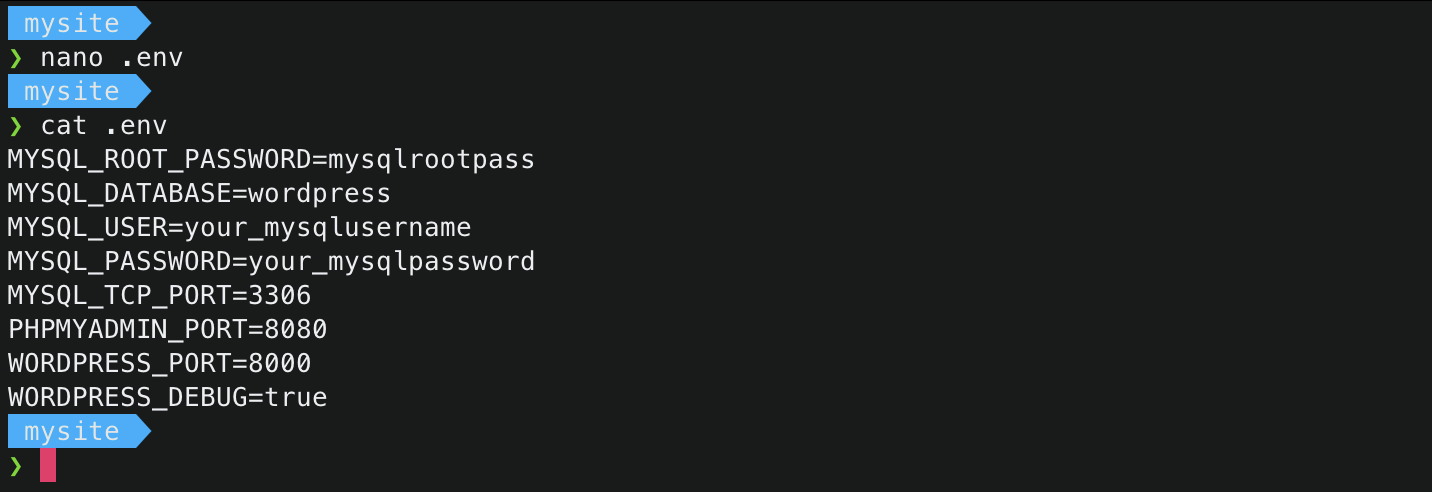 mysite
❯ nano .env
mysite
❯ cat .env
MYSQL_ROOT_PASSWORD=mysqlrootpass
MYSQL_DATABASE=wordpress
MYSQL_USER=your_mysqlusername
MYSQL_PASSWORD=your_mysqlpassword
MYSQL_TCP_PORT=3306
PHPMYADMIN_PORT=8080
WORDPRESS_PORT=8000
WORDPRESS_DEBUG=true
mysite
❯